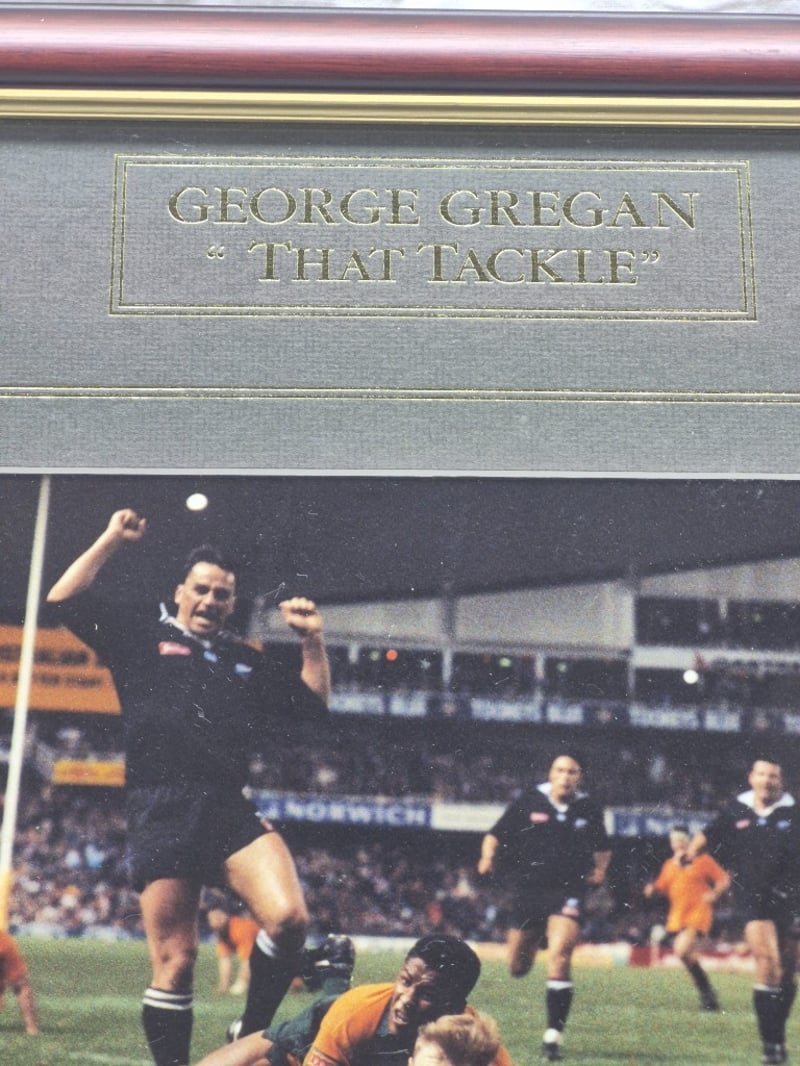 GEORGE GREGAN
“ THAT TACKLE”
NORWICH